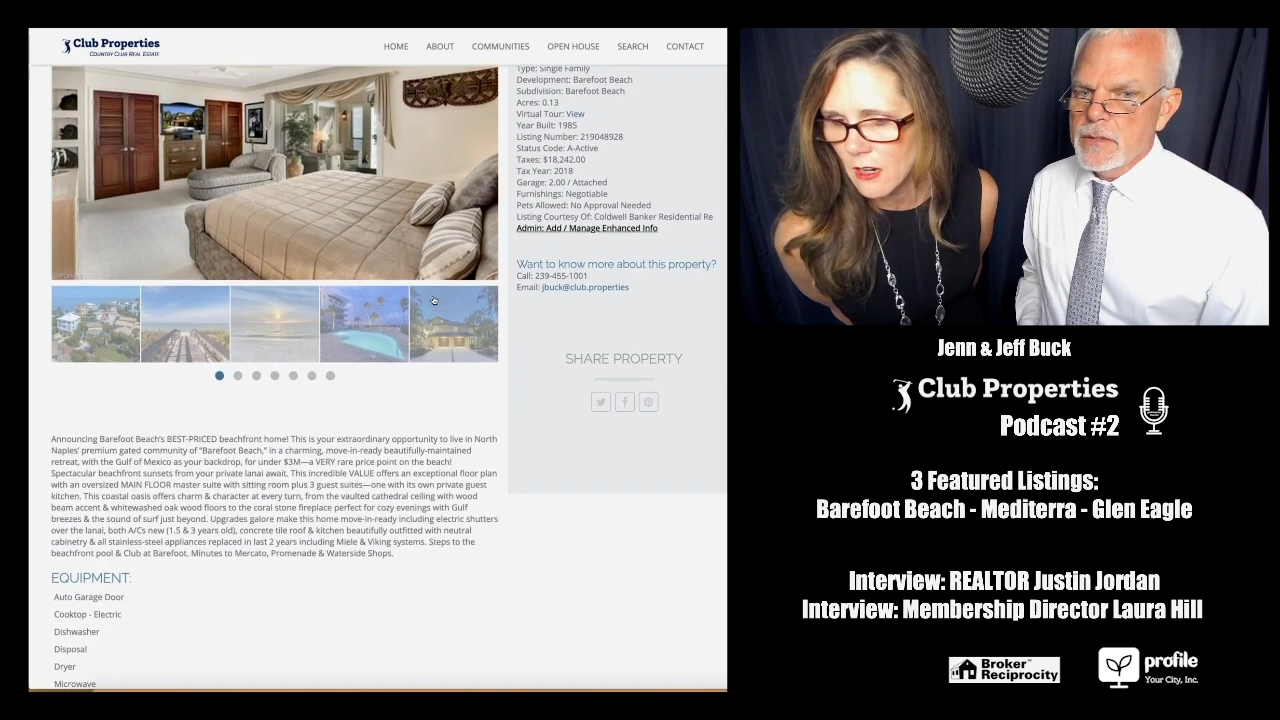 Club Properties
COUNTRY CLUB REAL ESTATE
HOME ABOUT COMMUNITIES OPEN HOUSE SEARCH CONTACT
Type: Single Family
Development: Barefoot Beach
Subdivision: Barefoot Beach
Acres: 0.13
Virtual Tour: View
Year Built: 1985
Listing Number: 219048928
Status Code: A-Active
Taxes: $18,242.00
Tax Year: 2018
Garage: 2.00 / Attached
Furnishings: Negotiable
Pets Allowed: No Approval Needed
Listing Courtesy Of: Coldwell Banker Residential Re
Admin: Add / Manage Enhanced Info
Want to know more about this property?
Call: 239-455-1001
Email: jbuck@club.properties
SHARE PROPERTY
Announcing Barefoot Beach's BEST-PRICED beachfront home! This is your extraordinary opportunity to live in North
Naples' premium gated community of "Barefoot Beach," in a charming, move-in-ready beautifully-maintained
retreat, with the Gulf of Mexico as your backdrop, for under $3M—a VERY rare price point on the beach!
Spectacular beachfront sunsets from your private lanai await. This incredible VALUE offers an exceptional floor plan
with an oversized MAIN FLOOR master suite with sitting room plus 3 guest suites—one with its own private guest
kitchen. This coastal oasis offers charm & character at every turn, from the vaulted cathedral ceiling with wood
beam accent & whitewashed oak wood floors to the coral stone fireplace perfect for cozy evenings with Gulf
breezes & the sound of surf just beyond. Upgrades galore make this home move-in-ready including electric shutters
over the lanai, both A/Cs new (1.5 & 3 years old), concrete tile roof & kitchen beautifully outfitted with neutral
cabinetry & all stainless-steel appliances replaced in last 2 years including Miele & Viking systems. Steps to the
beachfront pool & Club at Barefoot. Minutes to Mercato, Promenade & Waterside Shops.
EQUIPMENT:
Auto Garage Door
Cooktop - Electric
Dishwasher
Disposal
Dryer
Microwave
Jenn & Jeff Buck
Club Properties
Podcast #2
3 Featured Listings:
Barefoot Beach - Mediterra - Glen Eagle
Interview: REALTOR Justin Jordan
Interview: Membership Director Laura Hill
Broker™
Reciprocity
profile
Your City, Inc.